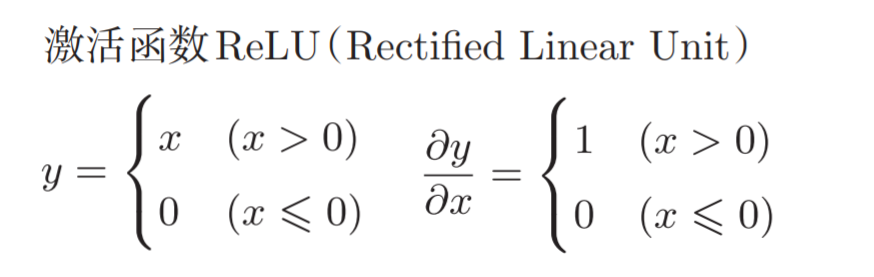 激活函数ReLU(Rectified Linear Unit)
y = { x (x > 0) ∂y/∂x = { 1 (x > 0)
0 (x ⩽ 0) 0 (x ⩽ 0)